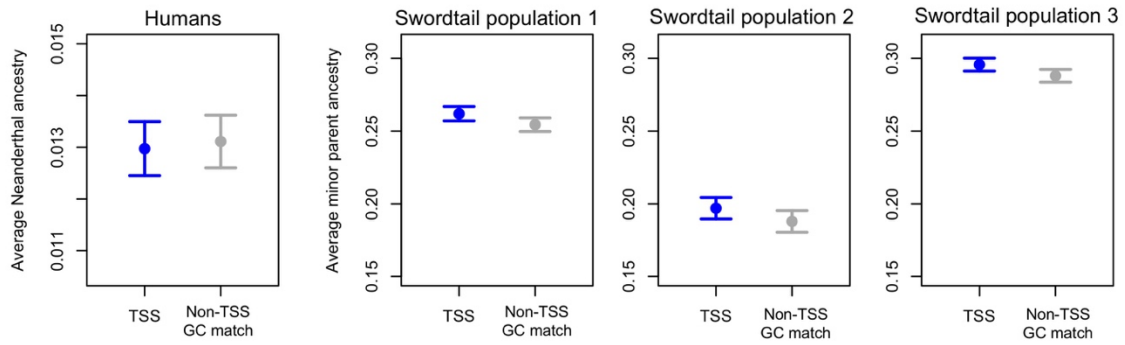 Humans
Average Neanderthal ancestry
0.015
0.013
0.011
TSS
Non-TSS
GC match
Swordtail population 1
Average minor parent ancestry
0.30
0.25
0.20
0.15
TSS
Non-TSS
GC match
Swordtail population 2
0.30
0.25
0.20
0.15
TSS
Non-TSS
GC match
Swordtail population 3
0.30
0.25
0.20
0.15
TSS
Non-TSS
GC match